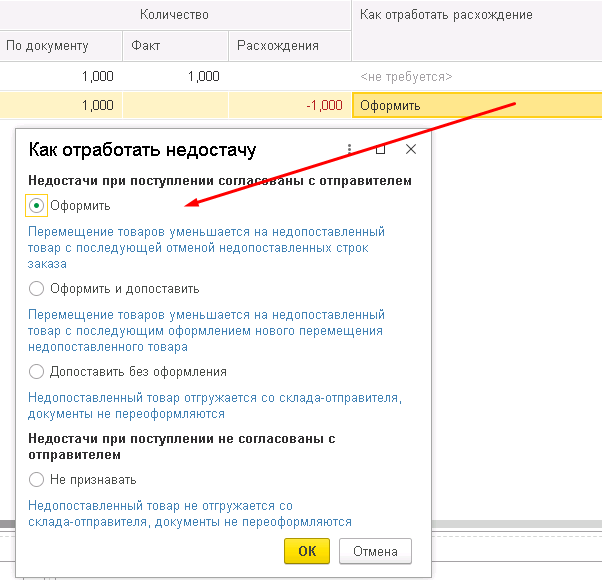 Количество
Как отработать расхождение
По документу
Факт
Расхождения
1,000
1,000
<не требуется>
1,000
-1,000
Оформить
Как отработать недостачу
Недостачи при поступлении согласованы с отправителем
Оформить
Перемещение товаров уменьшается на недопоставленный
товар с последующей отменой недопоставленных строк
заказа
Оформить и допоставить
Перемещение товаров уменьшается на недопоставленный
товар с последующим оформлением нового перемещения
недопоставленного товара
Допоставить без оформления
Недопоставленный товар отгружается со склада-отправителя,
документы не переоформляются
Недостачи при поступлении не согласованы с
отправителем
Не признавать
Недопоставленный товар не отгружается со
склада-отправителя, документы не переоформляются
ОК
Отмена